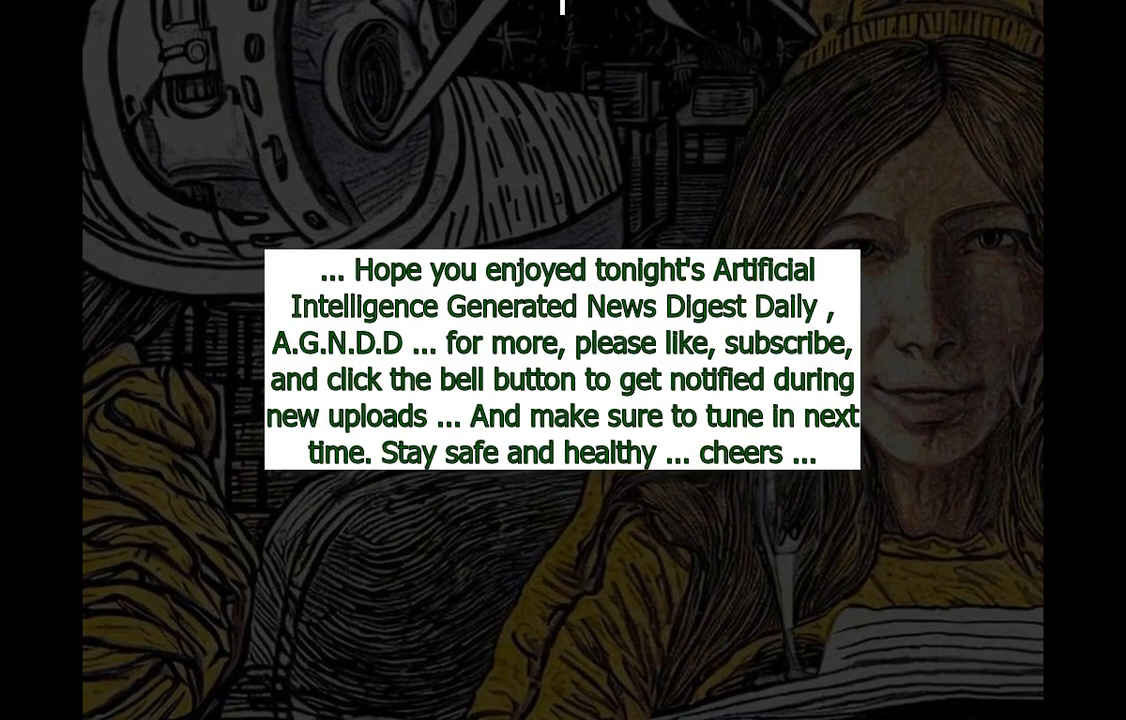 ... Hope you enjoyed tonight's Artificial
Intelligence Generated News Digest Daily ,
A.G.N.D.D ... for more, please like, subscribe,
and click the bell button to get notified during
new uploads ... And make sure to tune in next
time. Stay safe and healthy ... cheers ...